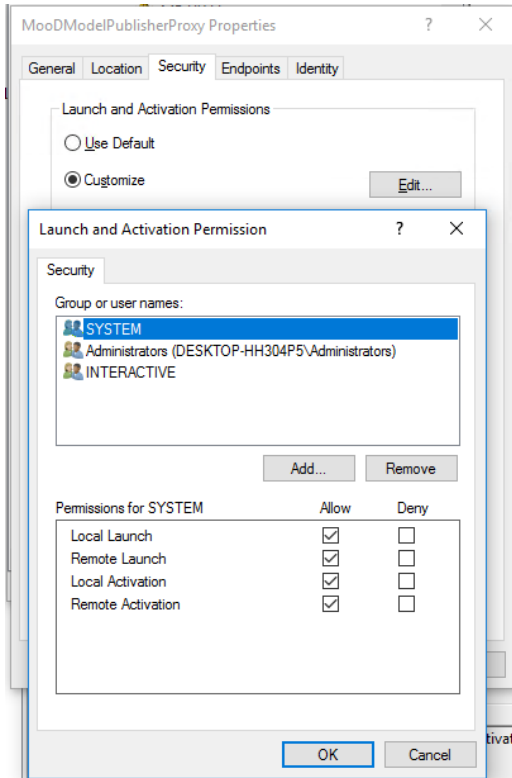 MooDModelPublisherProxy Properties ? ×
General Location Security Endpoints Identity
Launch and Activation Permissions
Use Default
Customize Edit...
Launch and Activation Permission ? ×
Security
Group or user names:
SYSTEM
Administrators (DESKTOP-HH304P5\Administrators)
INTERACTIVE
Add... Remove
Permissions for SYSTEM Allow Deny
Local Launch
Remote Launch
Local Activation
Remote Activation
OK Cancel